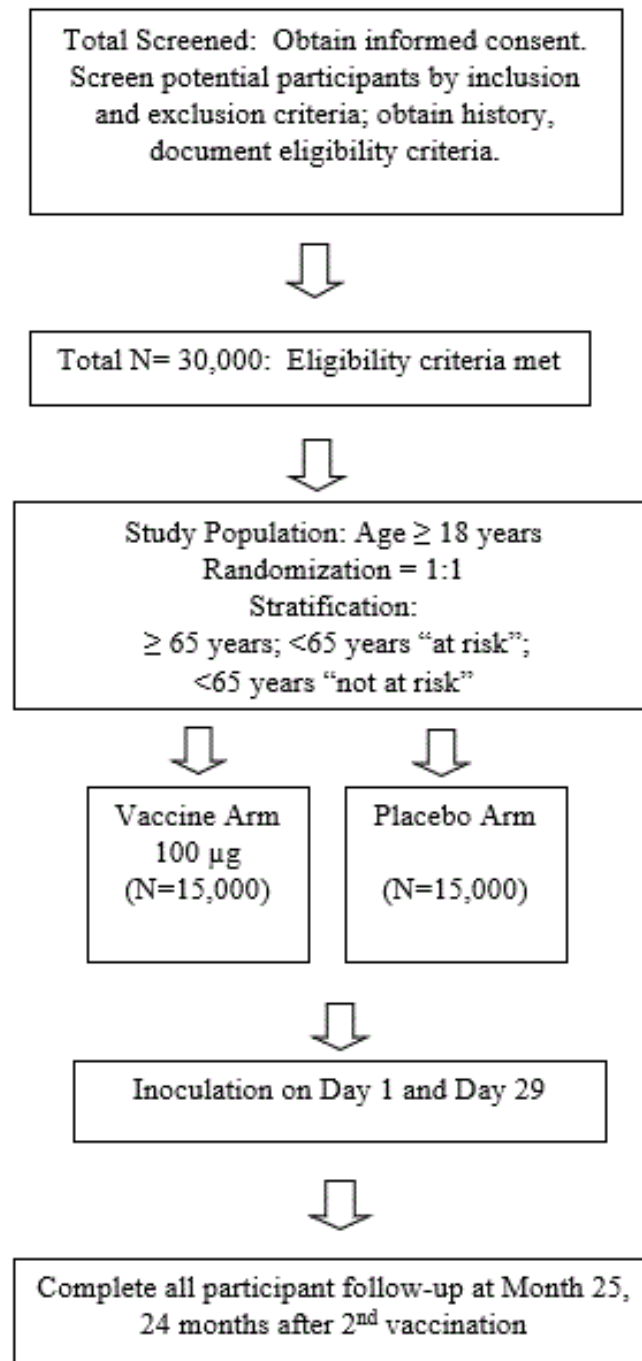 Total Screened: Obtain informed consent.
Screen potential participants by inclusion
and exclusion criteria; obtain history,
document eligibility criteria.
Total N= 30,000: Eligibility criteria met
Study Population: Age ≥ 18 years
Randomization = 1:1
Stratification:
≥ 65 years; <65 years “at risk”;
<65 years “not at risk”
Vaccine Arm
100 µg
(N=15,000)
Placebo Arm
(N=15,000)
Inoculation on Day 1 and Day 29
Complete all participant follow-up at Month 25,
24 months after 2nd vaccination